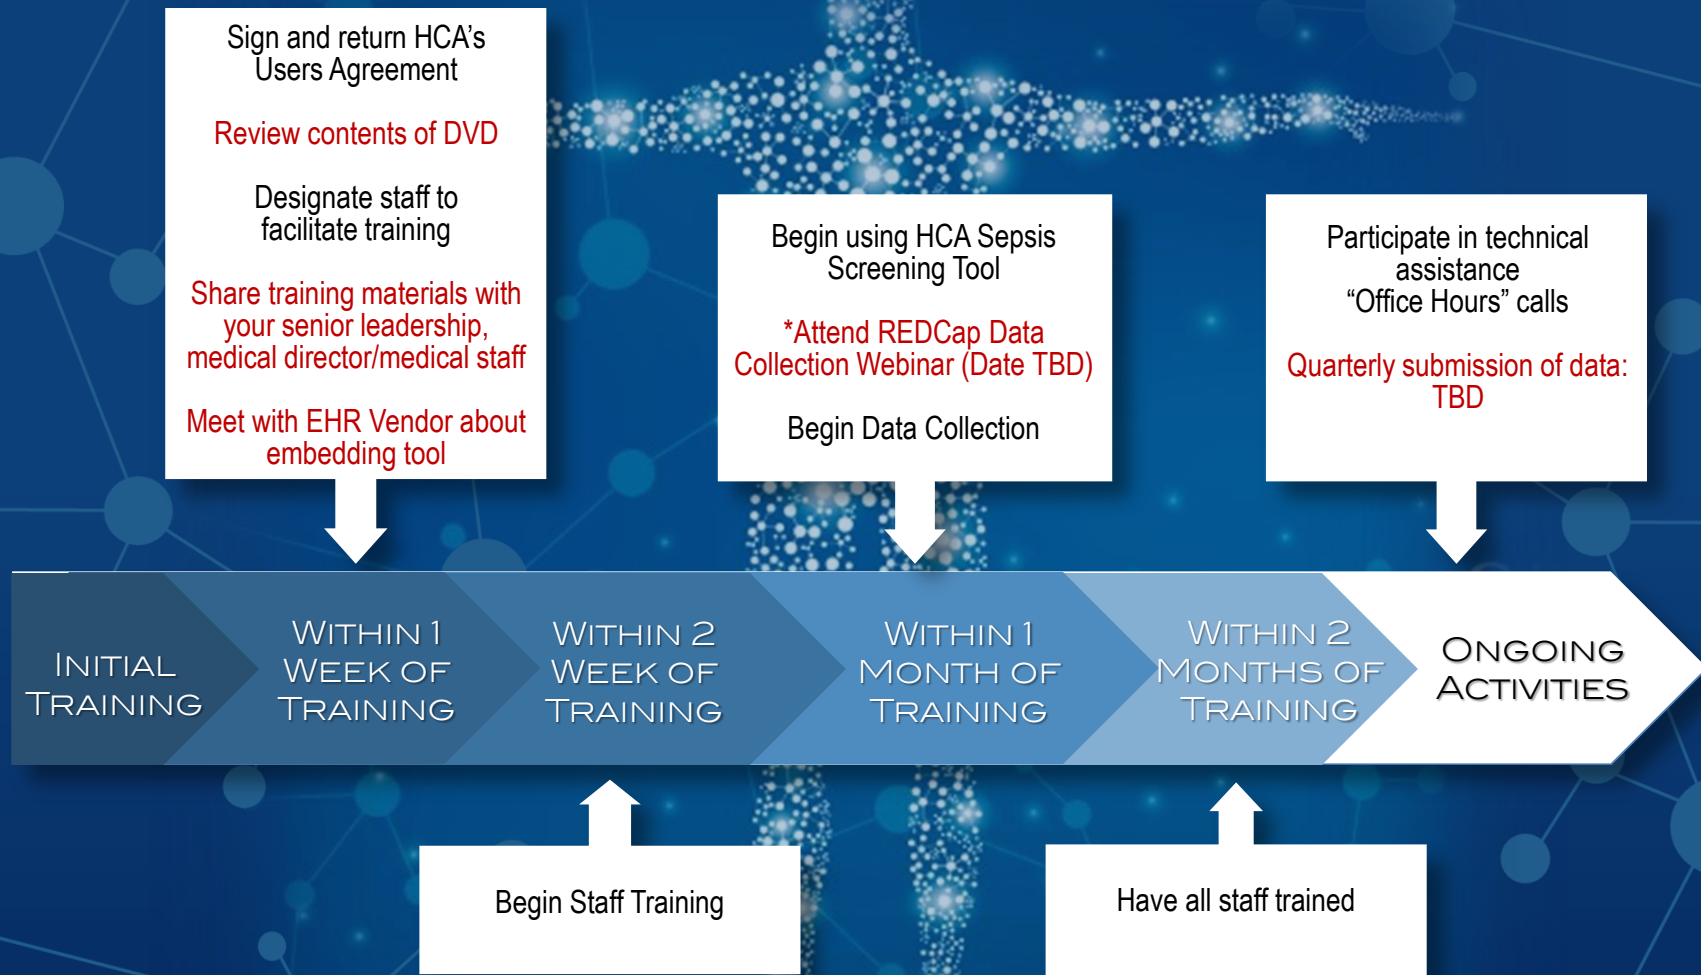 Sign and return HCA's
Users Agreement
Review contents of DVD
Designate staff to
facilitate training
Share training materials with
your senior leadership,
medical director/medical staff
Meet with EHR Vendor about
embedding tool
Begin using HCA Sepsis
Screening Tool
*Attend REDCap Data
Collection Webinar (Date TBD)
Begin Data Collection
Participate in technical
assistance
“Office Hours” calls
Quarterly submission of data:
TBD
Initial
Training
Within 1
Week of
Training
Within 2
Week of
Training
Within 1
Month of
Training
Within 2
Months of
Training
Ongoing
Activities
Begin Staff Training
Have all staff trained